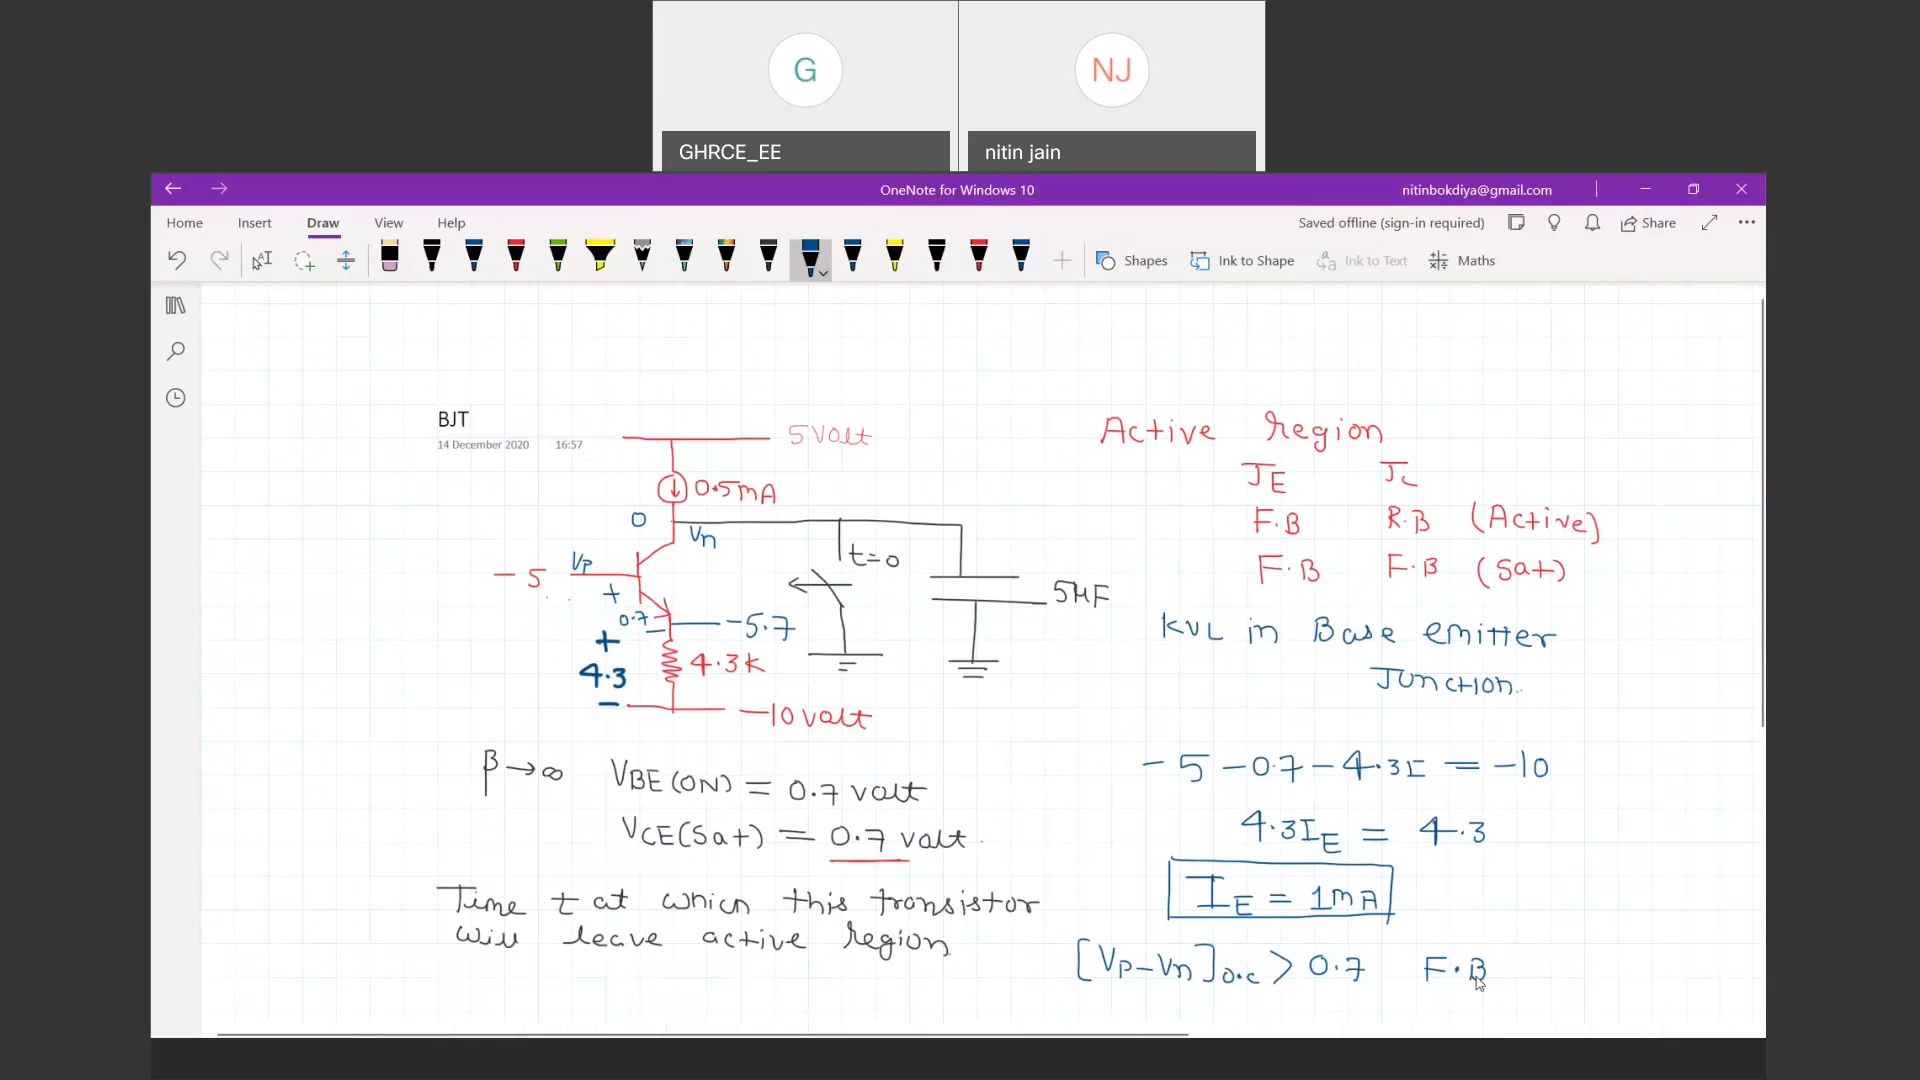 G
NJ
GHRCE_EE
nitin jain
OneNote for Windows 10
nitinbokdiya@gmail.com
Home Insert Draw View Help
Saved offline (sign-in required)
Share
Shapes
Ink to Shape
Ink to Text
Maths
BJT
14 December 2020 16:57
5 Volt
0.5mA
0
Vn
Vp
-5
+
0.7
-
-5.7
t=0
5μF
+
4.3
-
4.3K
-10 volt
β→∞ VBE(ON) = 0.7 volt
VCE(Sat) = 0.7 valt
Time t at which this transistor
will leave active region
Active region
JE JC
F.B R.B (Active)
F.B F.B (Sat)
KVL in Base emitter
Junction.
-5 -0.7 -4.3I = -10
4.3IE = 4.3
IE = 1mA
[Vp-Vn]o.c > 0.7 F.B